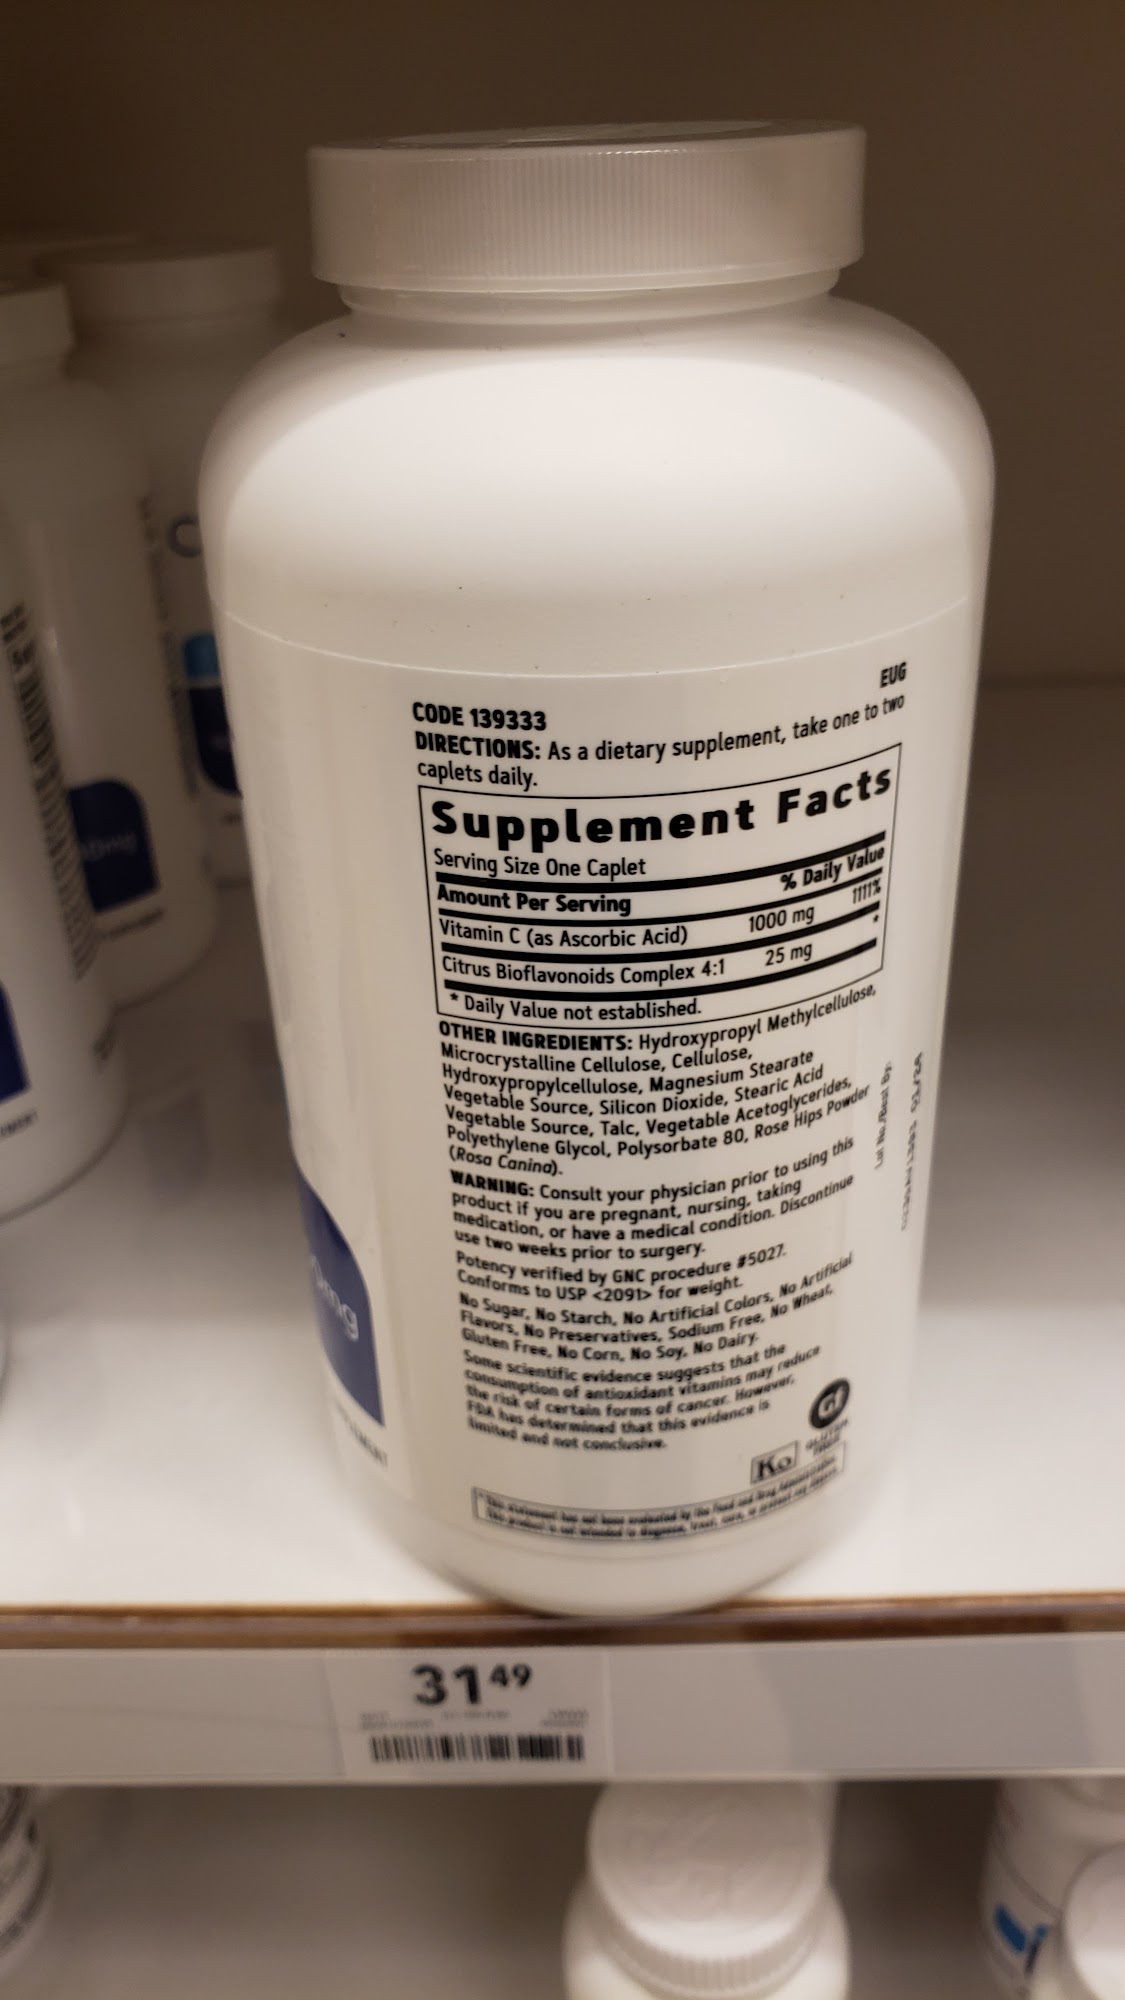 EUG
CODE 139333
DIRECTIONS: As a dietary supplement, take one to two
caplets daily.
Supplement Facts
Serving Size One Caplet
% Daily Value
Amount Per Serving
Vitamin C (as Ascorbic Acid) 1000 mg 1111%
Citrus Bioflavonoids Complex 4:1 25 mg *
* Daily Value not established.
OTHER INGREDIENTS: Hydroxypropyl Methylcellulose,
Microcrystalline Cellulose, Cellulose,
Hydroxypropylcellulose, Magnesium Stearate
Vegetable Source, Silicon Dioxide, Stearic Acid
Vegetable Source, Talc, Vegetable Acetoglycerides,
Polyethylene Glycol, Polysorbate 80, Rose Hips Powder
(Rosa Canina).
WARNING: Consult your physician prior to using this
product if you are pregnant, nursing, taking
medication, or have a medical condition. Discontinue
use two weeks prior to surgery.
Potency verified by GNC procedure #5027.
Conforms to USP <2091> for weight.
No Sugar, No Starch, No Artificial Colors, No Artificial
Flavors, No Preservatives, Sodium Free, No Wheat,
Gluten Free, No Corn, No Soy, No Dairy.
Some scientific evidence suggests that the
consumption of antioxidant vitamins may reduce
the risk of certain forms of cancer. However,
FDA has determined that this evidence is
limited and not conclusive.
GLUTEN
FREE
Lot No./Best By:
mg
31 49